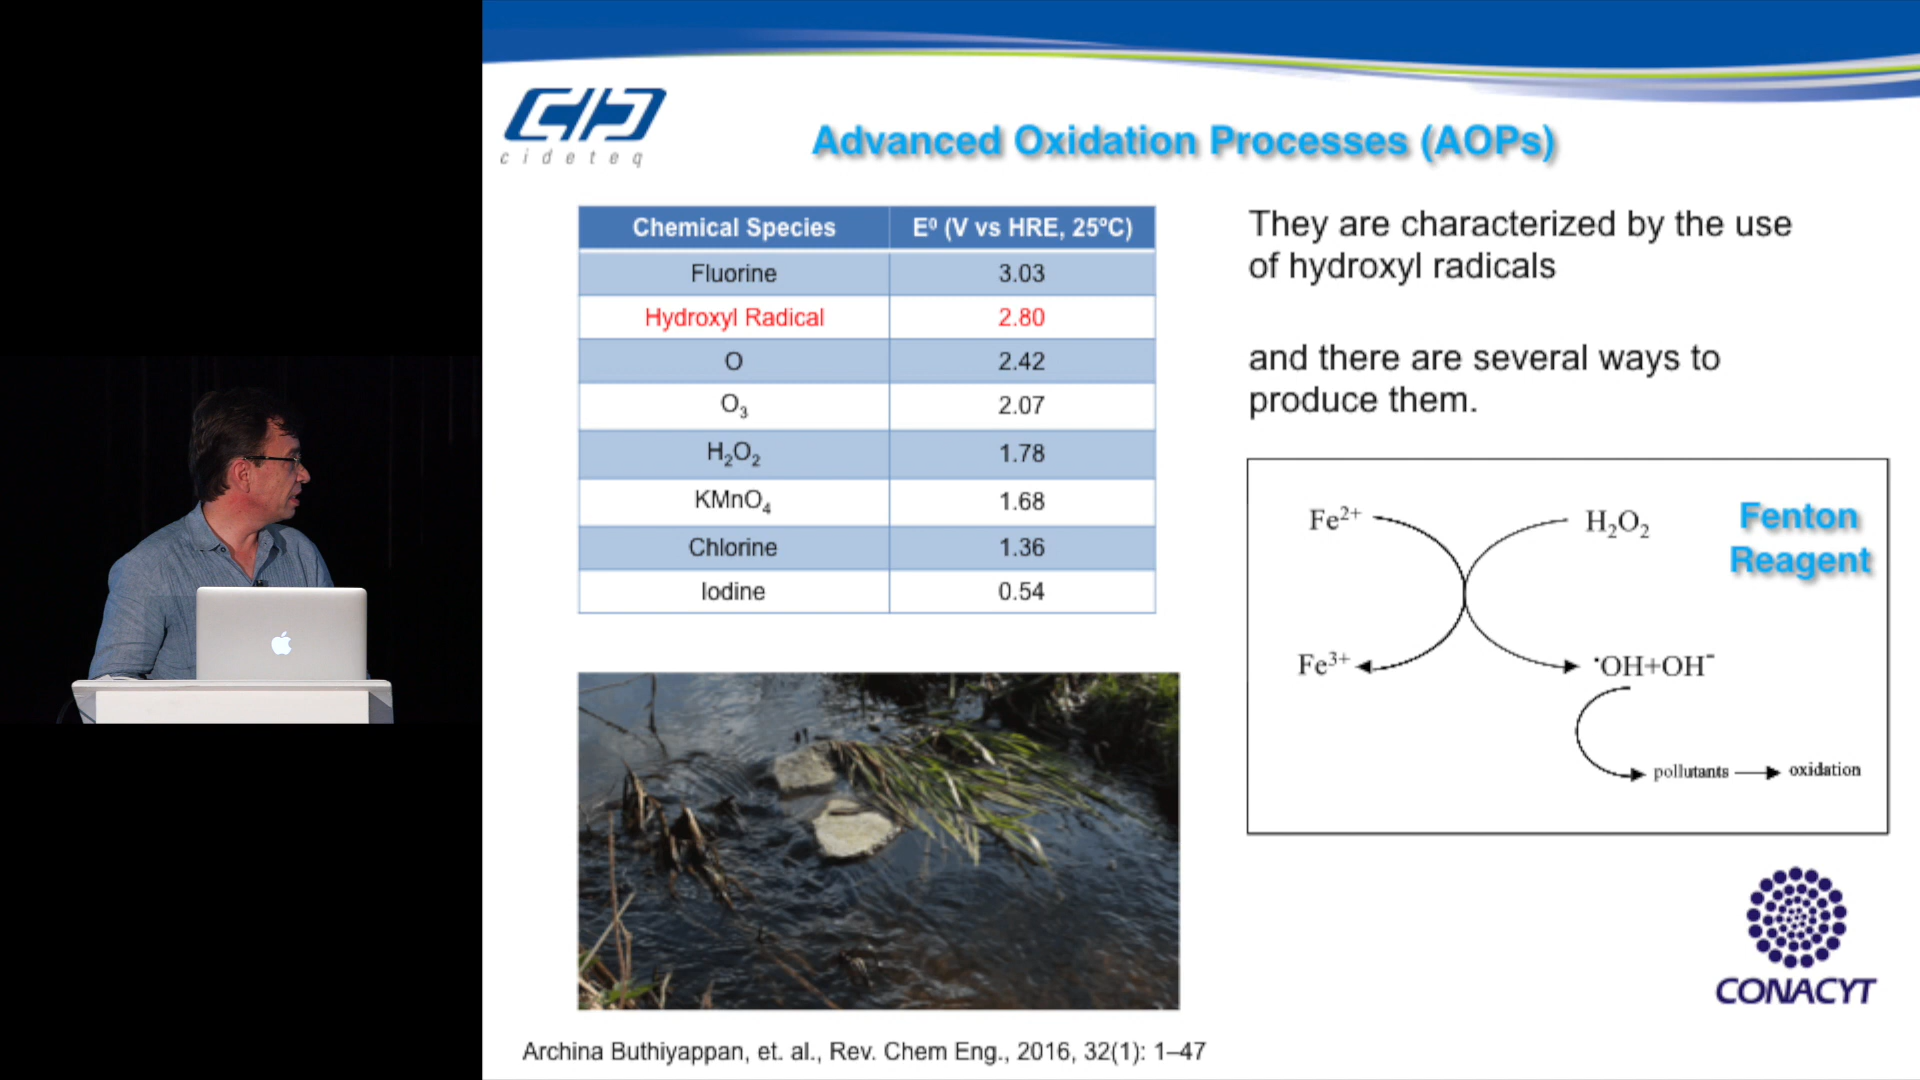 cideteq
Advanced Oxidation Processes (AOPs)
Chemical Species E⁰ (V vs HRE, 25ºC)
Fluorine 3.03
Hydroxyl Radical 2.80
O 2.42
O₃ 2.07
H₂O₂ 1.78
KMnO₄ 1.68
Chlorine 1.36
Iodine 0.54
They are characterized by the use
of hydroxyl radicals
and there are several ways to
produce them.
Fe²⁺ H₂O₂
Fenton
Reagent
Fe³⁺ •OH+OH⁻
pollutants oxidation
CONACYT
Archina Buthiyappan, et. al., Rev. Chem Eng., 2016, 32(1): 1–47